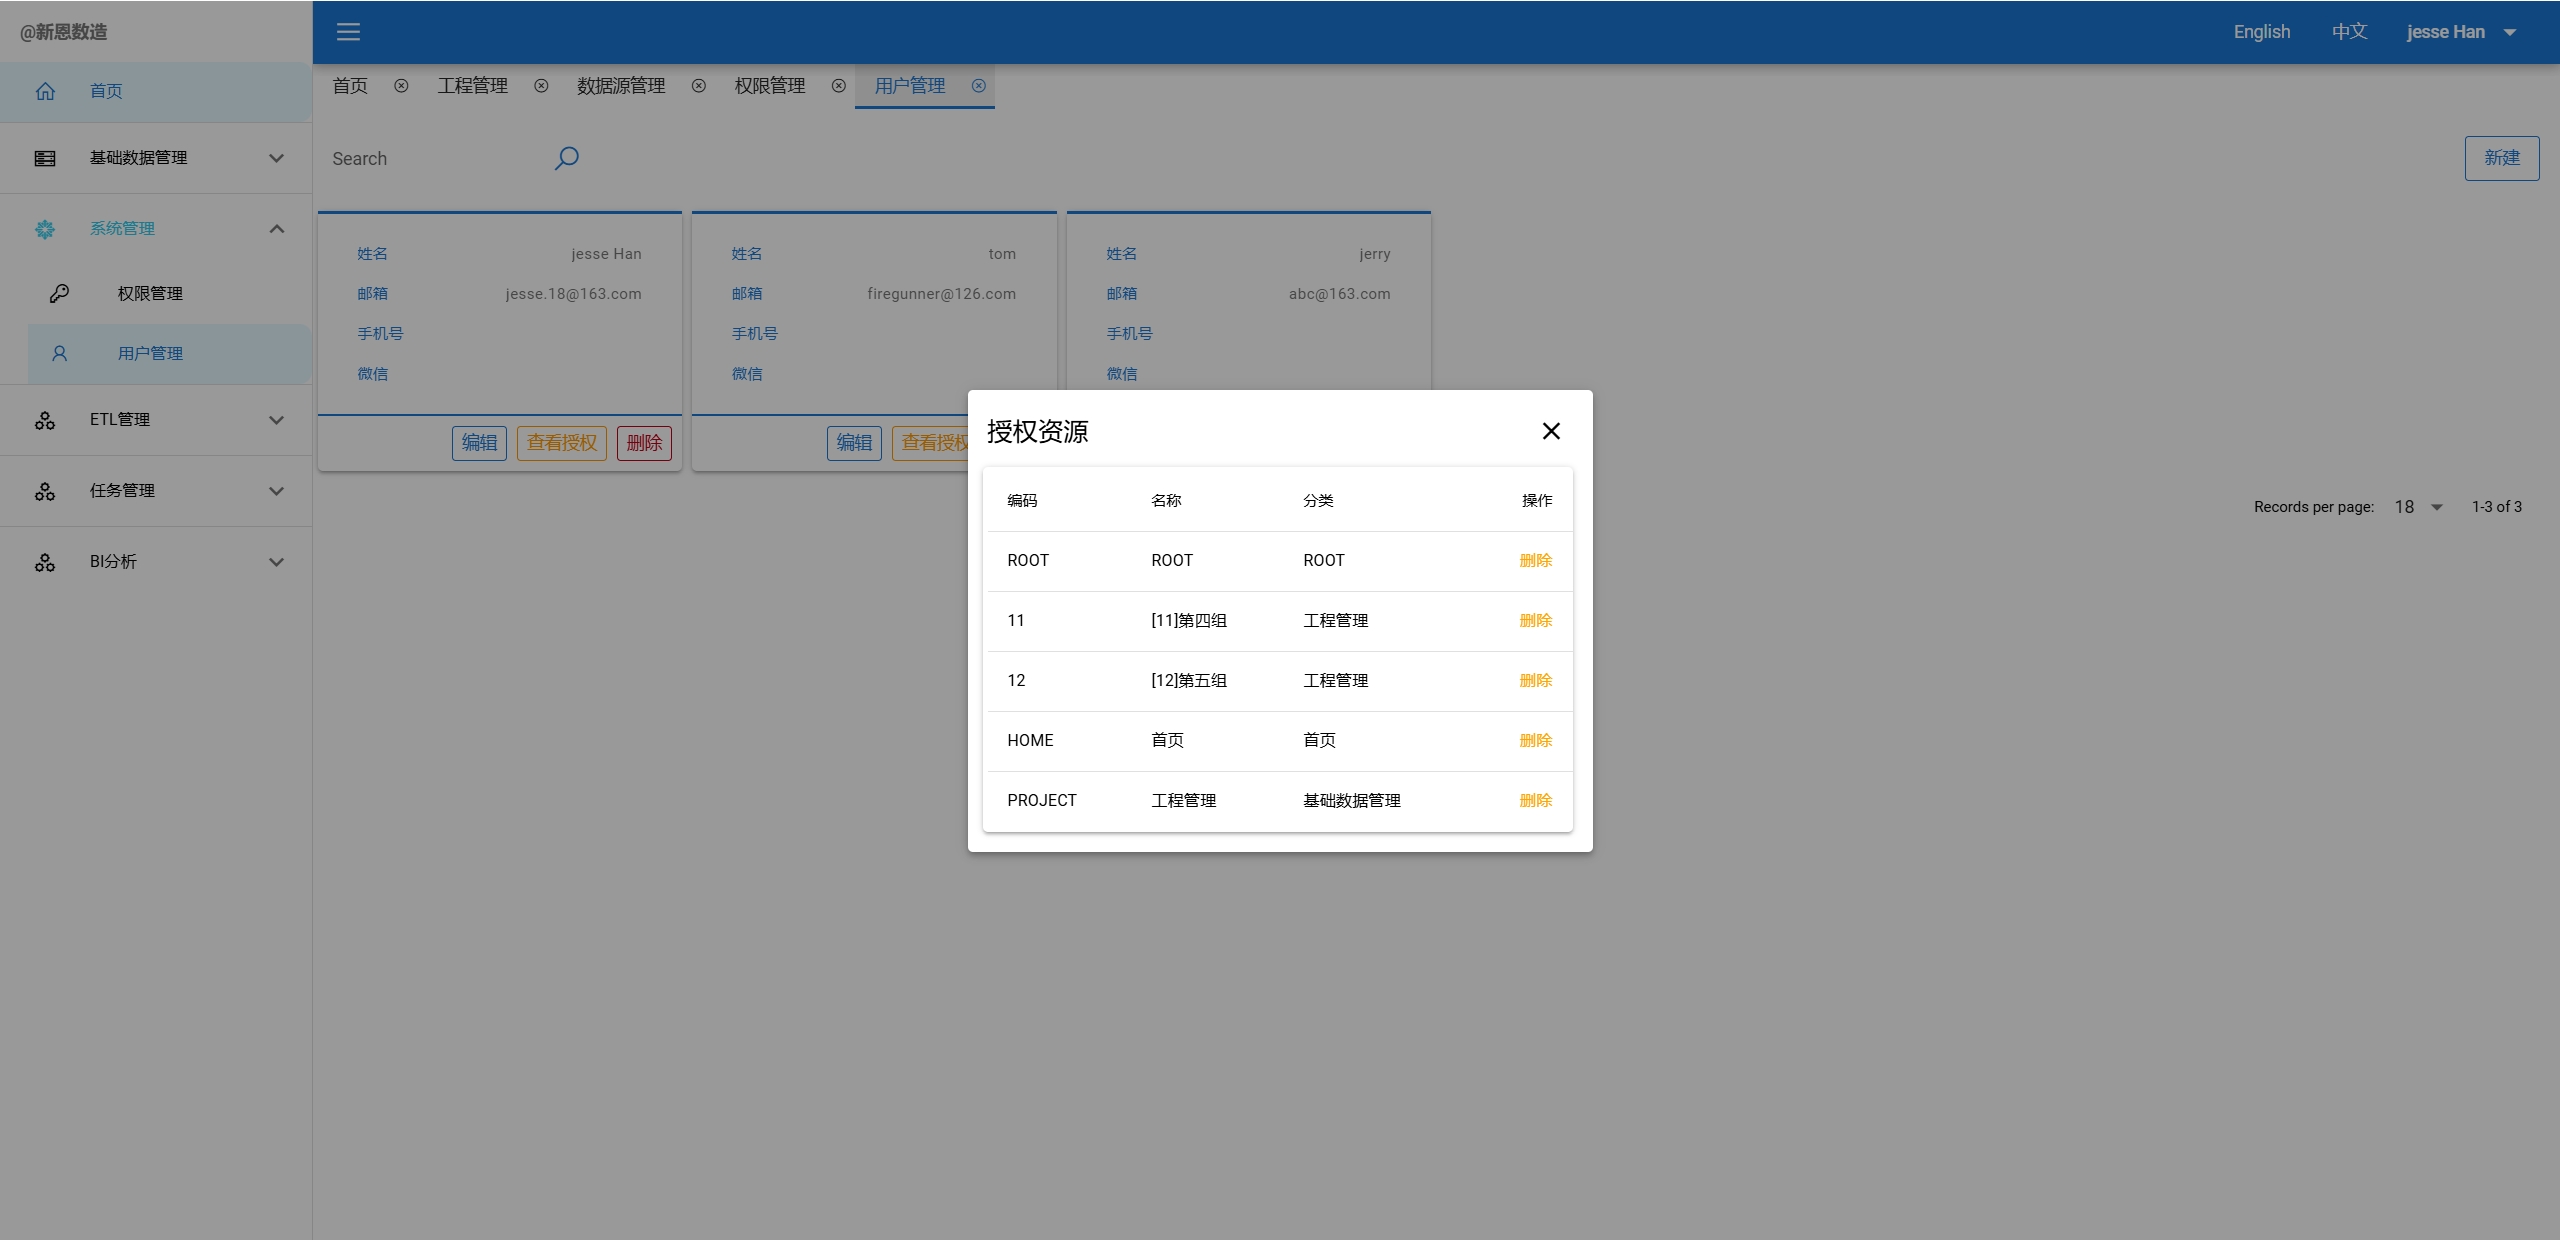 @新恩数造
English 中文 jesse Han
首页
基础数据管理
系统管理
权限管理
用户管理
ETL管理
任务管理
BI分析
首页 工程管理 数据源管理 权限管理 用户管理
Search
新建
姓名 jesse Han
邮箱 jesse.18@163.com
手机号
微信
编辑 查看授权 删除
姓名 tom
邮箱 firegunner@126.com
手机号
微信
编辑 查看授权
姓名 jerry
邮箱 abc@163.com
手机号
微信
Records per page: 18 1-3 of 3
授权资源
编码 名称 分类 操作
ROOT ROOT ROOT 删除
11 [11]第四组 工程管理 删除
12 [12]第五组 工程管理 删除
HOME 首页 首页 删除
PROJECT 工程管理 基础数据管理 删除